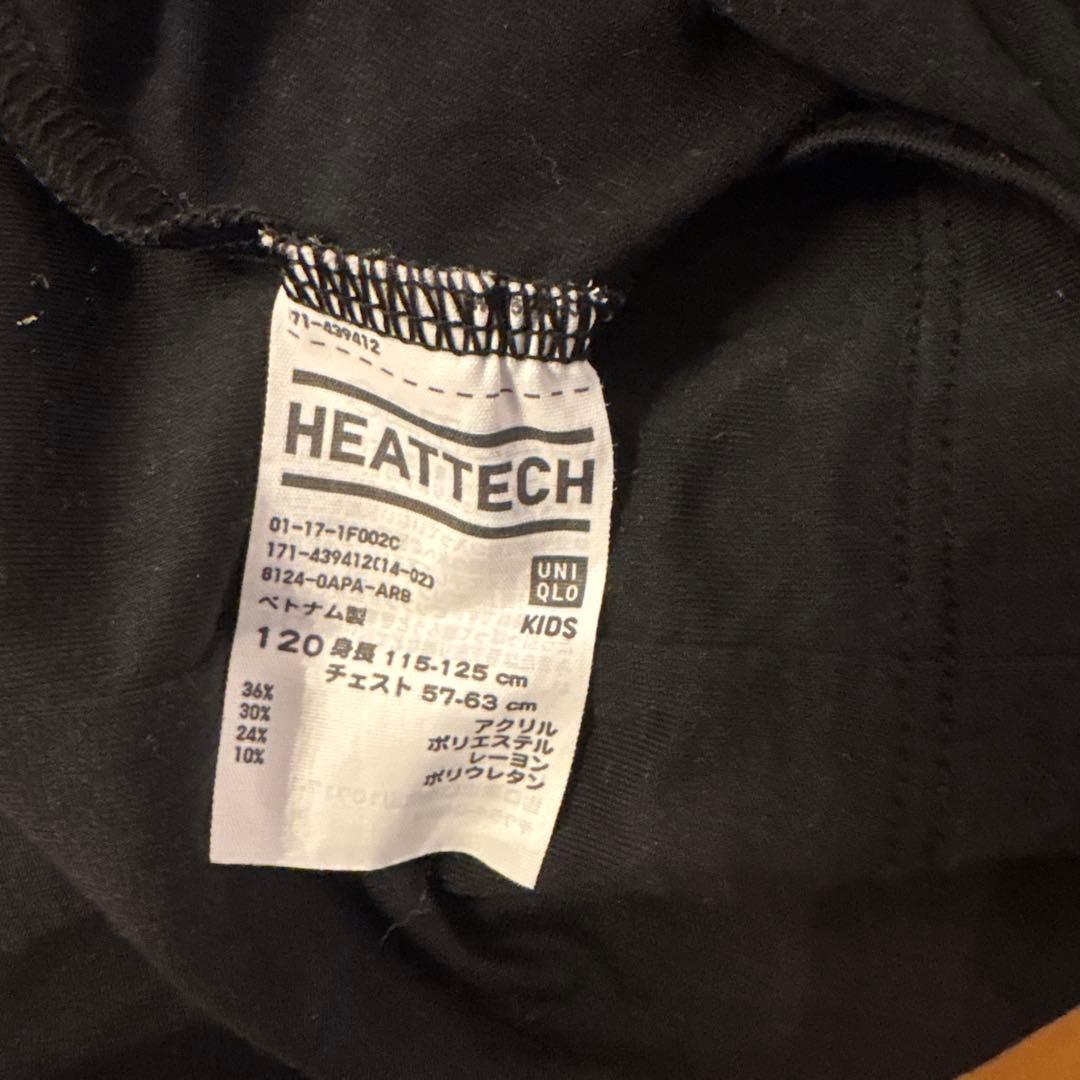 71-439412
HEATTECH
01-17-1F002C
171-439412(14-02)
8124-0APA-ARB
ベトナム製
UNI
QLO
KIDS
120 身長 115-125 cm
チェスト 57-63 cm
36% アクリル
30% ポリエステル
24% レーヨン
10% ポリウレタン